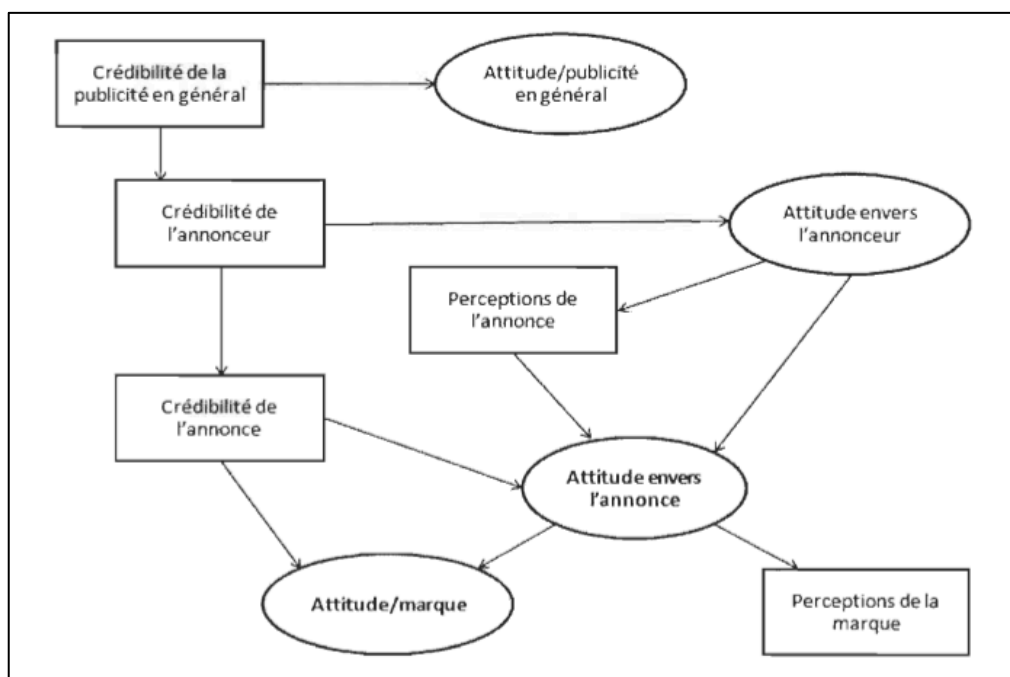 Crédibilité de la
publicité en général
Attitude/publicité
en général
Crédibilité de
l'annonceur
Attitude envers
l'annonceur
Perceptions de
l'annonce
Crédibilité de
l'annonce
Attitude envers
l'annonce
Attitude/marque
Perceptions de la
marque